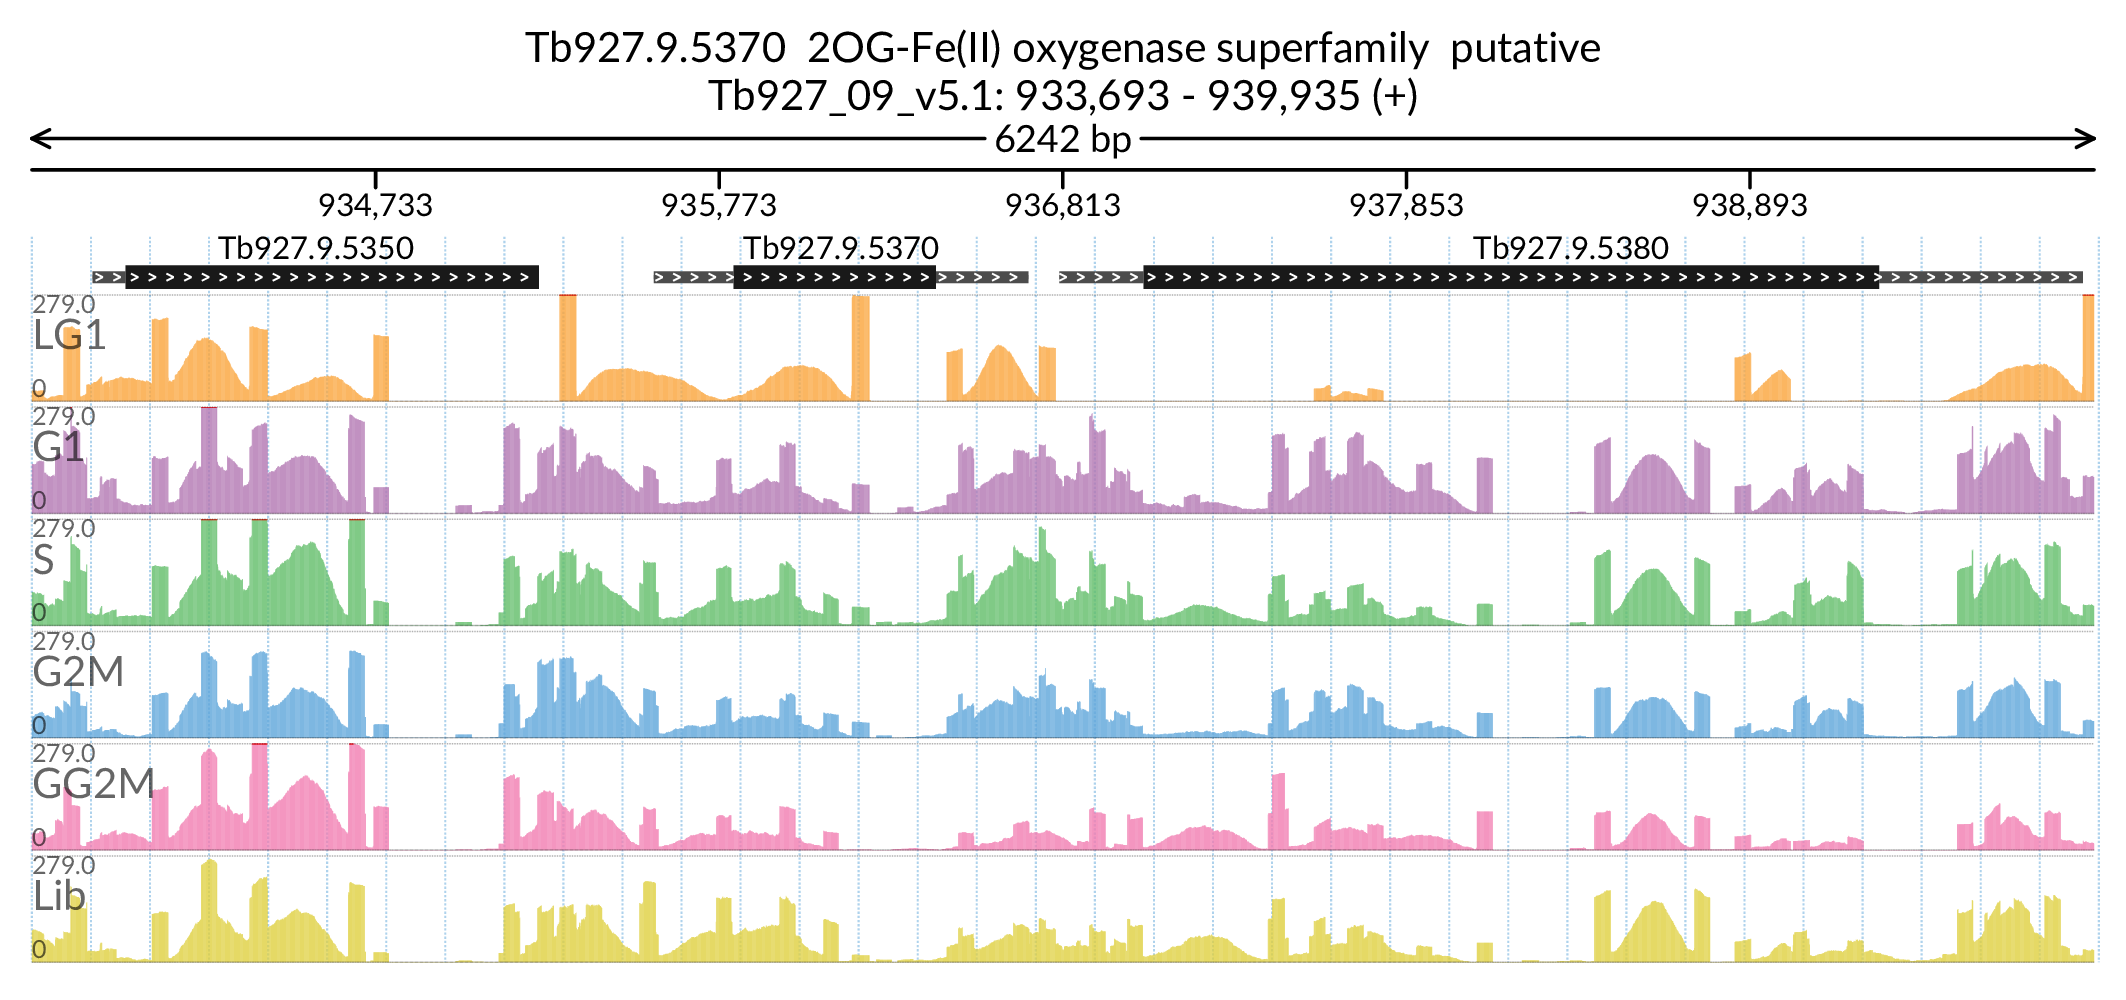 Tb927.9.5370  2OG-Fe(II) oxygenase superfamily  putative
Tb927_09_v5.1: 933,693 - 939,935 (+)
6242 bp
934,733 935,773 936,813 937,853 938,893
Tb927.9.5350 Tb927.9.5370 Tb927.9.5380
279.0
LG1
0
279.0
G1
0
279.0
S
0
279.0
G2M
0
279.0
GG2M
0
279.0
Lib
0